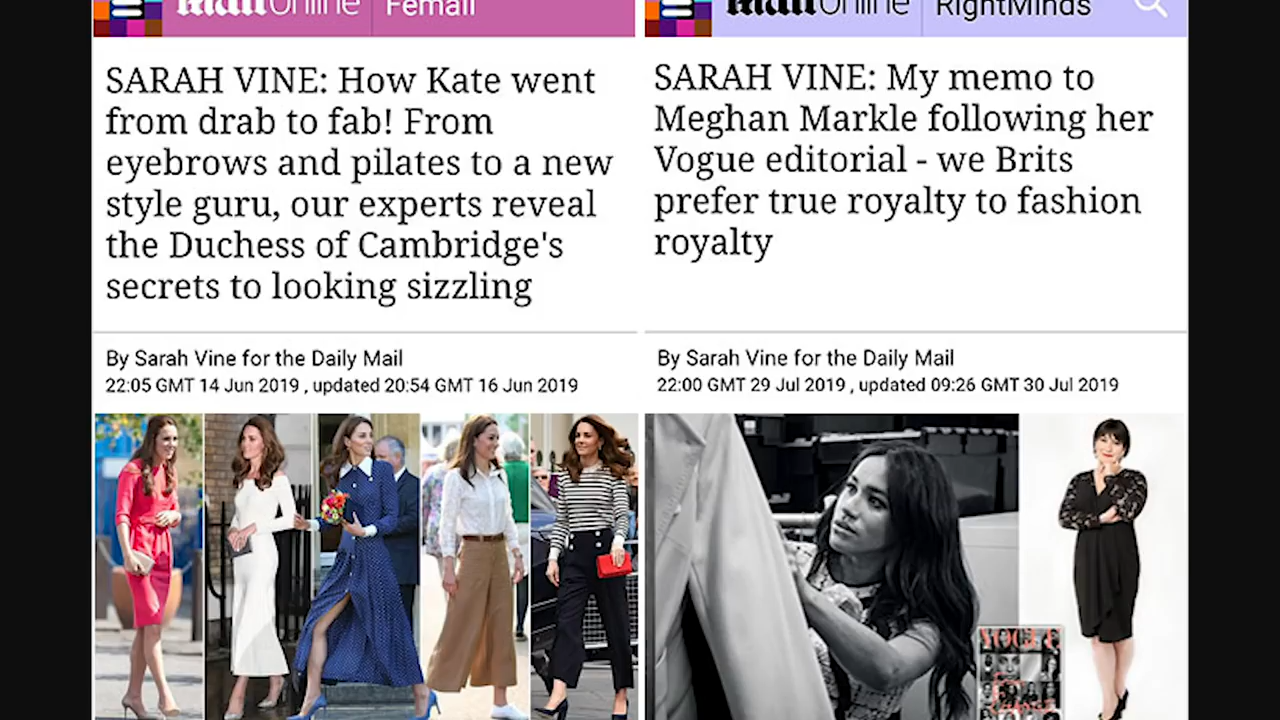 mail Online Femail
SARAH VINE: How Kate went
from drab to fab! From
eyebrows and pilates to a new
style guru, our experts reveal
the Duchess of Cambridge's
secrets to looking sizzling
By Sarah Vine for the Daily Mail
22:05 GMT 14 Jun 2019 , updated 20:54 GMT 16 Jun 2019
mail Online RightMinds
SARAH VINE: My memo to
Meghan Markle following her
Vogue editorial - we Brits
prefer true royalty to fashion
royalty
By Sarah Vine for the Daily Mail
22:00 GMT 29 Jul 2019 , updated 09:26 GMT 30 Jul 2019
VOGUE